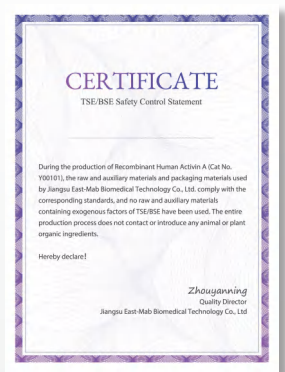 CERTIFICATE
TSE/BSE Safety Control Statement
During the production of Recombinant Human Activin A (Cat No.
Y00101), the raw and auxiliary materials and packaging materials used
by Jiangsu East-Mab Biomedical Technology Co., Ltd. comply with the
corresponding standards, and no raw and auxiliary materials
containing exogenous factors of TSE/BSE have been used. The entire
production process does not contact or introduce any animal or plant
organic ingredients.
Hereby declare!
Zhouyanning
Quality Director
Jiangsu East-Mab Biomedical Technology Co., Ltd